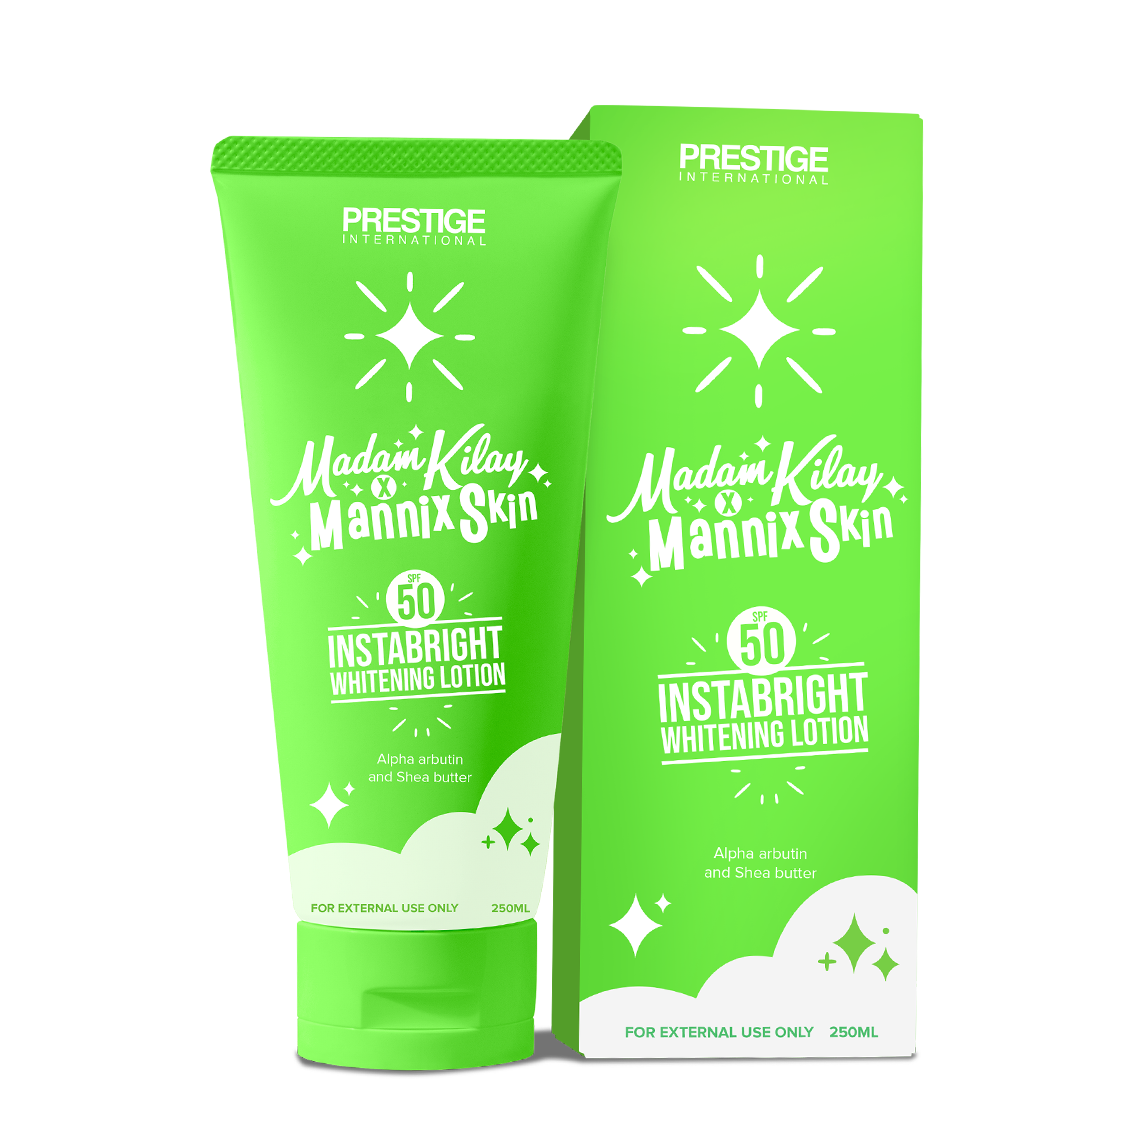 PRESTIGE
INTERNATIONAL
Madam Kilay
X
Mannix Skin
SPF
50
INSTABRIGHT
WHITENING LOTION
Alpha arbutin
and Shea butter
FOR EXTERNAL USE ONLY 250ML
PRESTIGE
INTERNATIONAL
Madam Kilay
X
Mannix Skin
SPF
50
INSTABRIGHT
WHITENING LOTION
Alpha arbutin
and Shea butter
FOR EXTERNAL USE ONLY 250ML